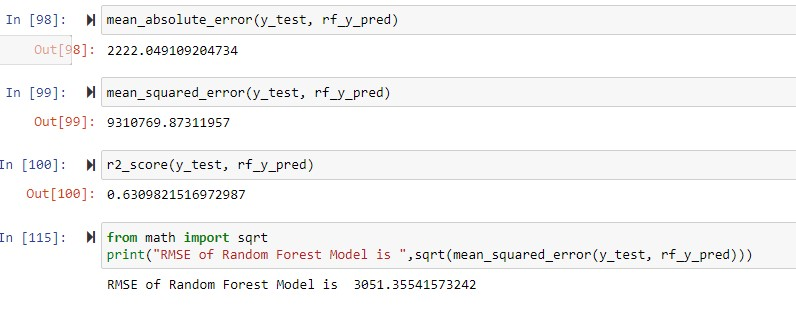 In [98]: mean_absolute_error(y_test, rf_y_pred)
Out[98]: 2222.049109204734
In [99]: mean_squared_error(y_test, rf_y_pred)
Out[99]: 9310769.87311957
In [100]: r2_score(y_test, rf_y_pred)
Out[100]: 0.6309821516972987
In [115]: from math import sqrt
print("RMSE of Random Forest Model is ",sqrt(mean_squared_error(y_test, rf_y_pred)))
RMSE of Random Forest Model is  3051.35541573242